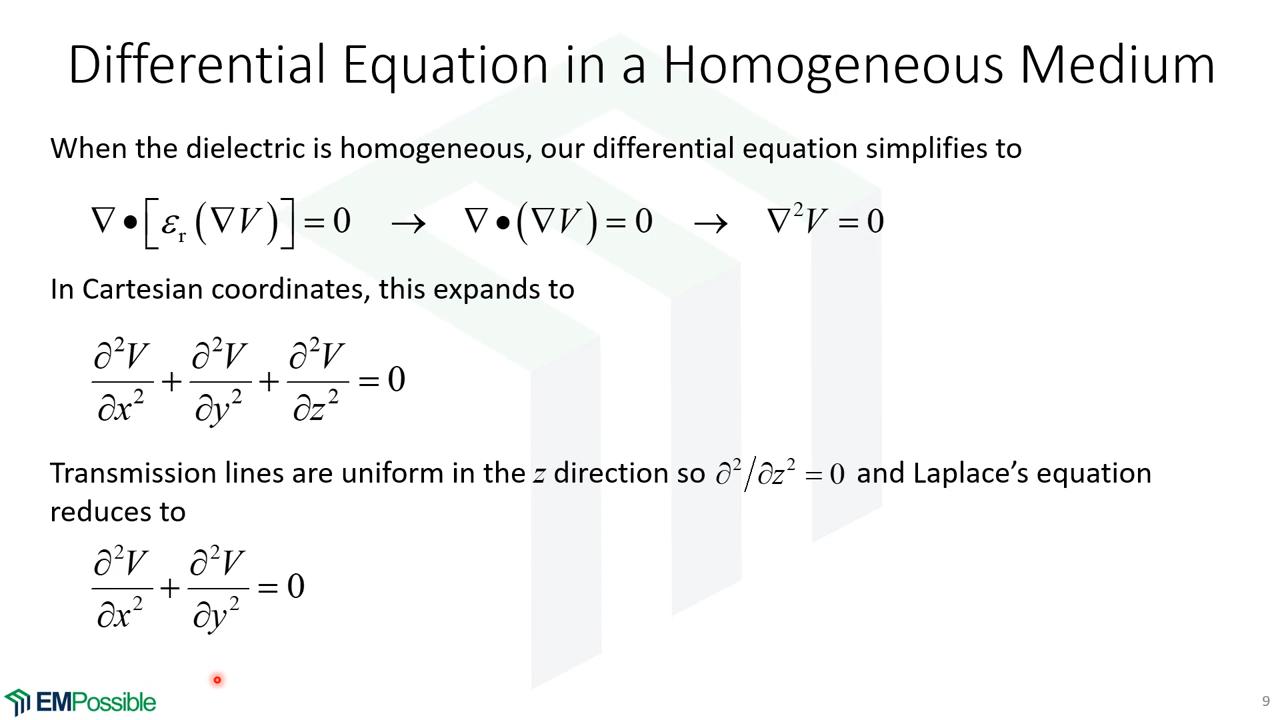 Differential Equation in a Homogeneous Medium
When the dielectric is homogeneous, our differential equation simplifies to
∇•[εr(∇V)]=0 → ∇•(∇V)=0 → ∇²V=0
In Cartesian coordinates, this expands to
∂²V/∂x² + ∂²V/∂y² + ∂²V/∂z² = 0
Transmission lines are uniform in the z direction so ∂²/∂z² = 0 and Laplace’s equation
reduces to
∂²V/∂x² + ∂²V/∂y² = 0
EMPossible
9